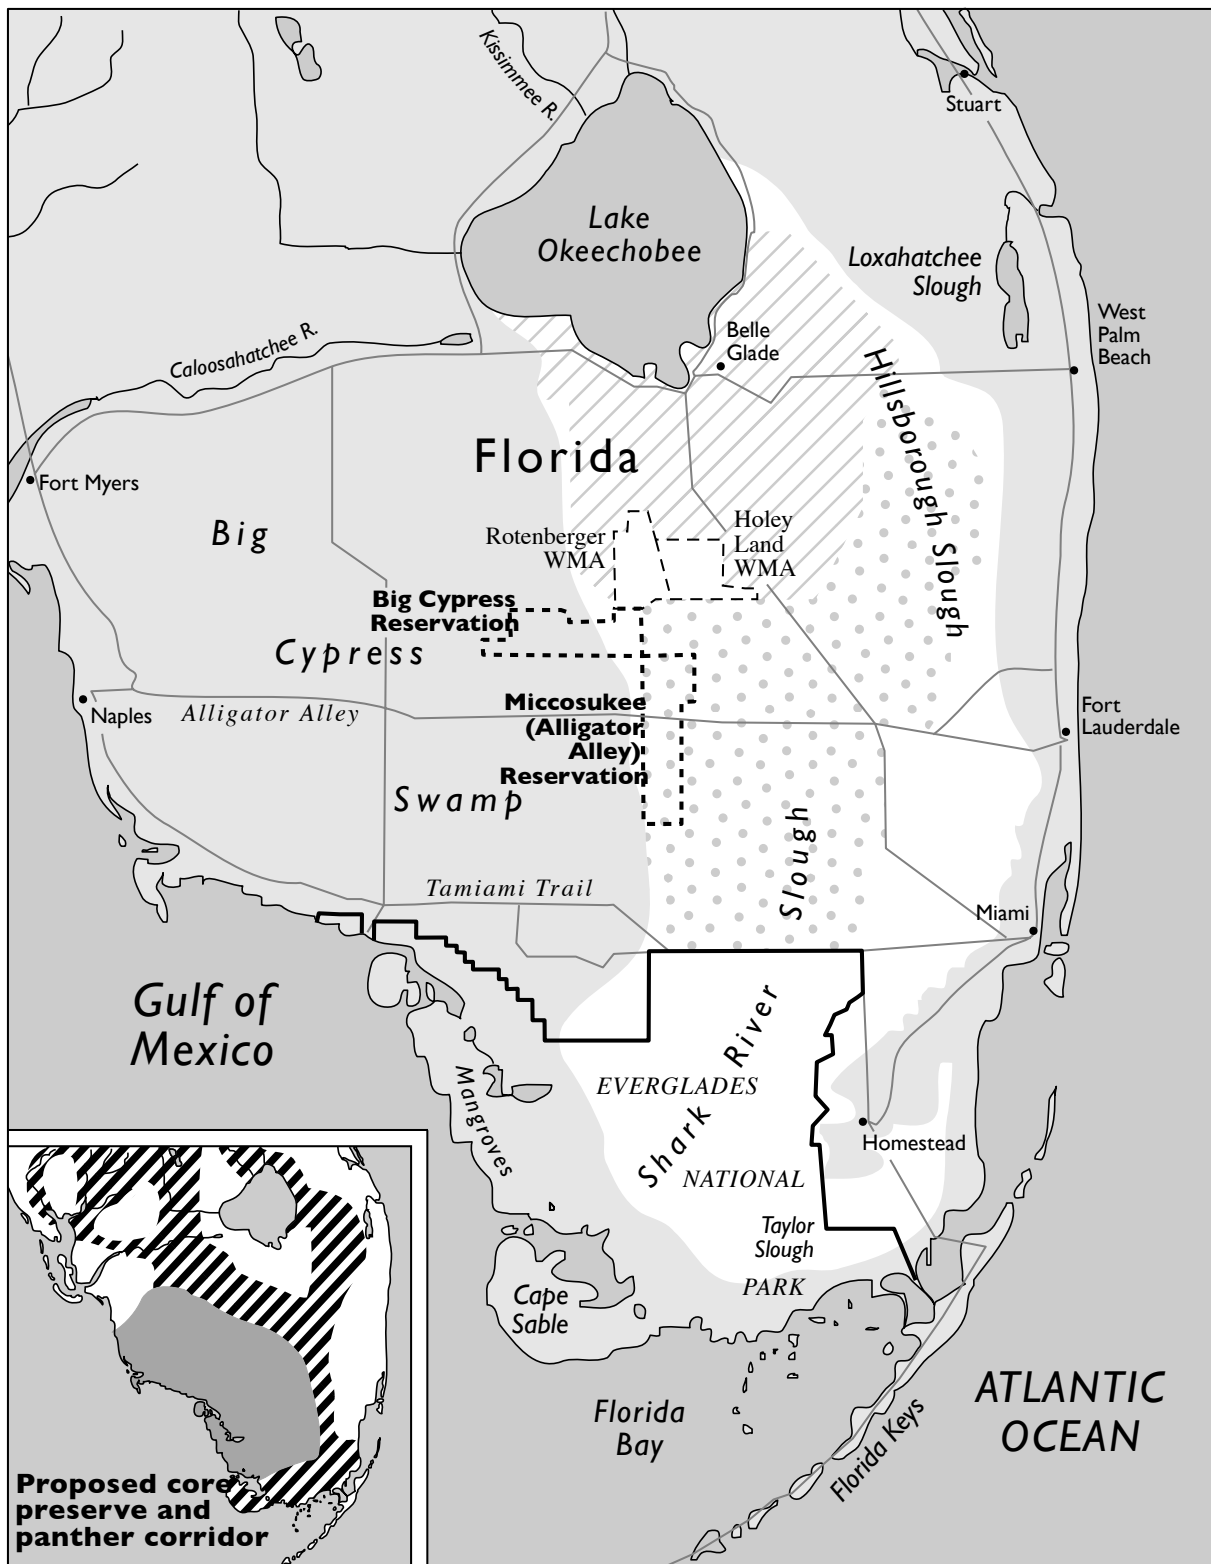 Kissimmee R.
Stuart
Lake
Okeechobee
Loxahatchee
Slough
West
Palm
Beach
Belle
Glade
Caloosahatchee R.
Hillsborough Slough
Florida
Fort Myers
Big
Rotenberger
WMA
Holey
Land
WMA
Big Cypress
Reservation
Cypress
Naples
Alligator Alley
Miccosukee
(Alligator
Alley)
Reservation
Fort
Lauderdale
Swamp
Slough
Tamiami Trail
Miami
Gulf of
Mexico
Shark River
Mangroves
EVERGLADES
Homestead
NATIONAL
Taylor
Slough
PARK
Cape
Sable
Florida
Bay
ATLANTIC
OCEAN
Florida Keys
Proposed core
preserve and
panther corridor